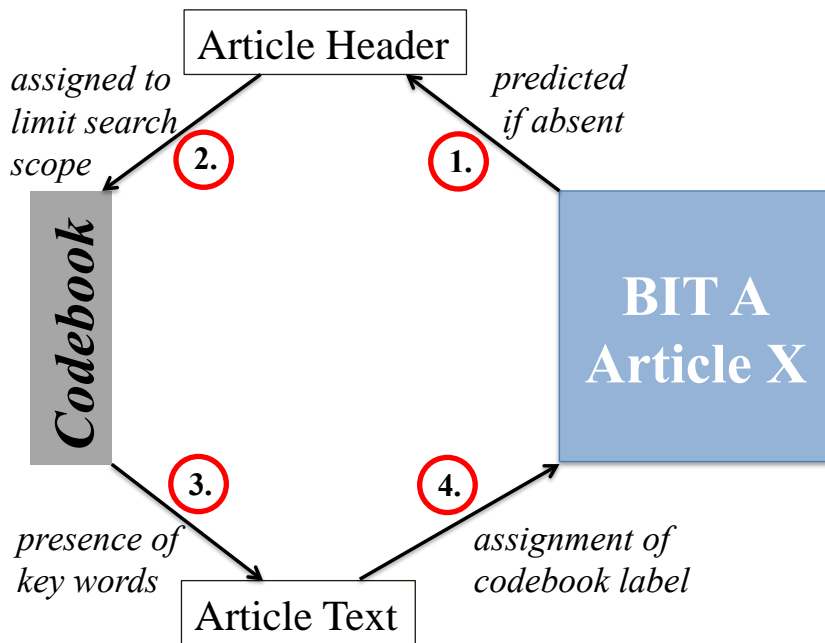 Article Header
assigned to
limit search
scope
predicted
if absent
2.
1.
Codebook
BIT A
Article X
3.
4.
presence of
key words
assignment of
codebook label
Article Text